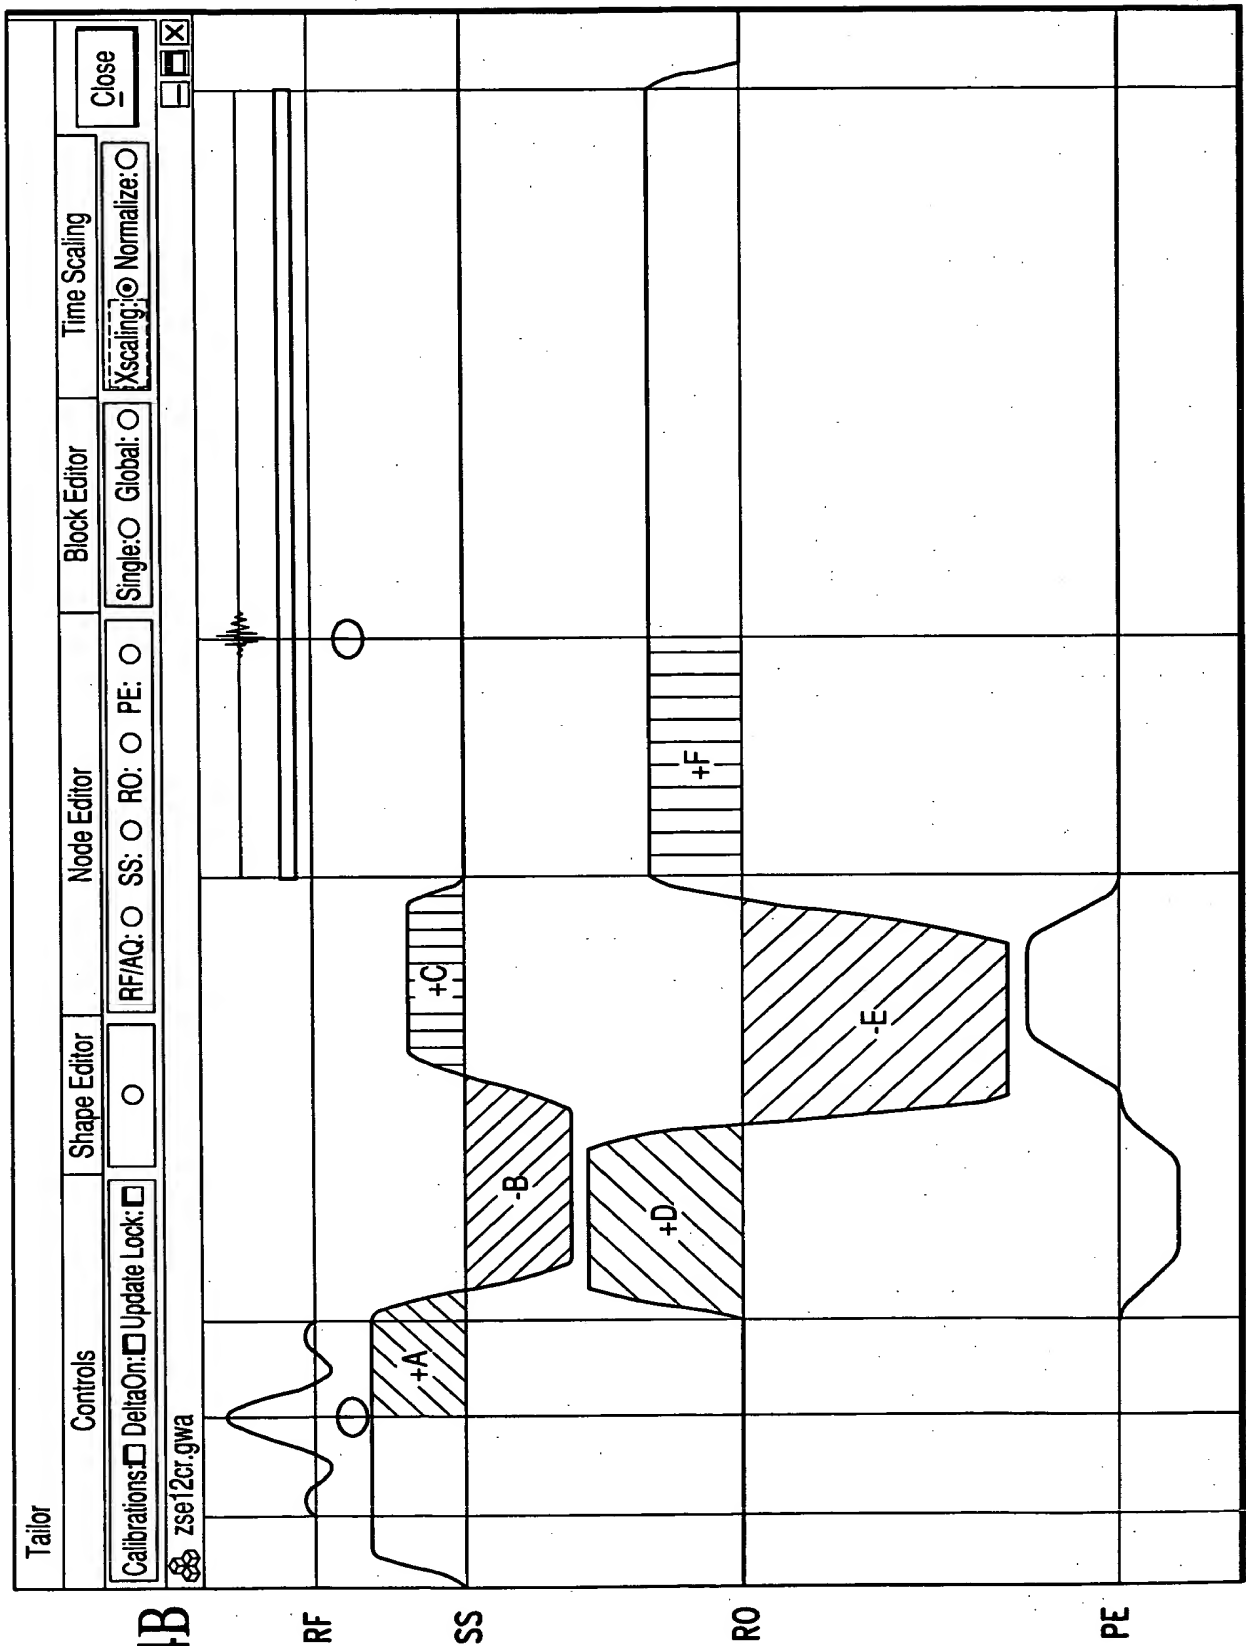 Tailor
Controls Shape Editor Node Editor Block Editor Time Scaling
Calibrations: DeltaOn: Update Lock: RF/AQ: SS: RO: PE: Single: Global: Xscaling: Normalize: Close
zse12cr.gwa
RF
SS
+A
-B
+C
RO
+D
-E
+F
PE